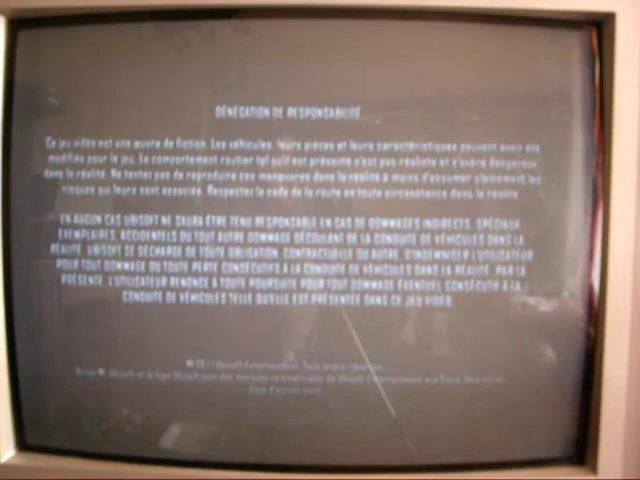 DÉNÉGATION DE RESPONSABILITÉ
Ce jeu vidéo est une œuvre de fiction. Les véhicules, leurs pièces et leurs caractéristiques peuvent avoir été
modifiés pour le jeu. Le comportement routier tel qu'il est présenté n'est pas réaliste et s'avère dangereux
dans la réalité. Ne tentez pas de reproduire ces manœuvres dans la réalité à moins d'assumer pleinement les
risques qui leurs sont associés. Respectez le code de la route en toute circonstance dans la réalité.
EN AUCUN CAS UBISOFT NE SAURA ÊTRE TENU RESPONSABLE EN CAS DE DOMMAGES INDIRECTS, SPÉCIAUX,
EXEMPLAIRES, ACCIDENTELS OU TOUT AUTRE DOMMAGE DÉCOULANT DE LA CONDUITE DE VÉHICULES DANS LA
RÉALITÉ. UBISOFT SE DÉCHARGE DE TOUTE OBLIGATION, CONTRACTUELLE OU AUTRE, D'INDEMNISER L'UTILISATEUR
POUR TOUT DOMMAGE OU TOUTE PERTE CONSÉCUTIFS À LA CONDUITE DE VÉHICULES DANS LA RÉALITÉ. PAR LA
PRÉSENTE, L'UTILISATEUR RENONCE À TOUTE POURSUITE POUR TOUT DOMMAGE ÉVENTUEL CONSÉCUTIF À LA
CONDUITE DE VÉHICULES TELLE QU'ELLE EST PRÉSENTÉE DANS CE JEU VIDÉO.
© 2011 Ubisoft Entertainment. Tous droits réservés.
Ubisoft et le logo Ubisoft sont des marques commerciales de Ubisoft Entertainment aux États-Unis et/ou
dans d'autres pays.